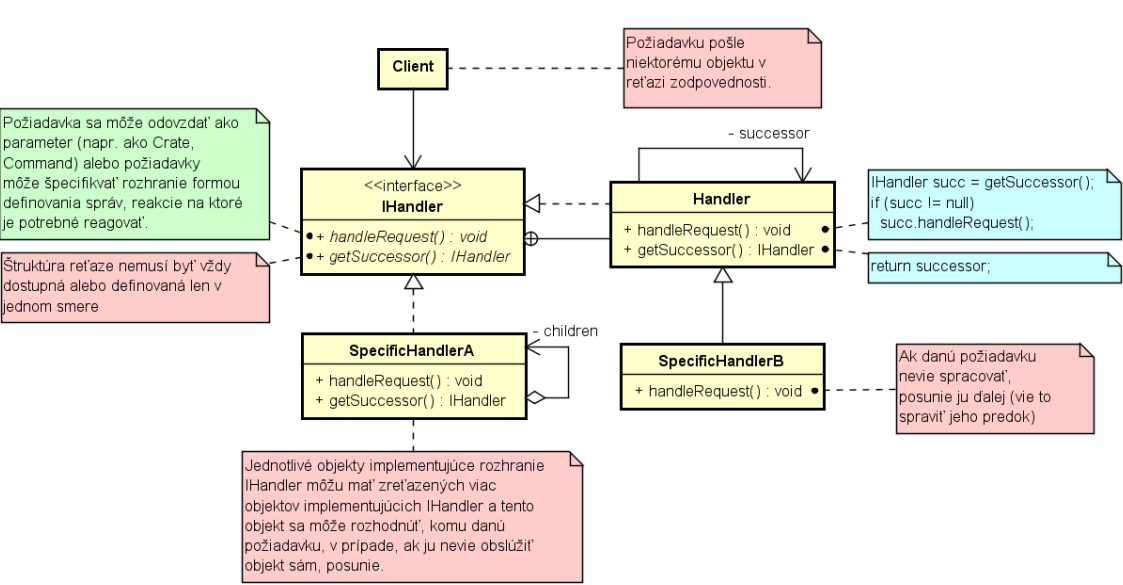 Client
Požiadavku pošle
niektorému objektu v
reťazi zodpovednosti.
Požiadavka sa môže odovzdať ako
parameter (napr. ako Crate,
Command) alebo požiadavky
môže špecifikvať rozhranie formou
definovania správ, reakcie na ktoré
je potrebné reagovať.
Štruktúra reťaze nemusí byť vždy
dostupná alebo definovaná len v
jednom smere
<<interface>>
IHandler
+ handleRequest() : void
+ getSuccessor() : IHandler
- successor
Handler
+ handleRequest() : void
+ getSuccessor() : IHandler
IHandler succ = getSuccessor();
if (succ != null)
succ.handleRequest();
return successor;
- children
SpecificHandlerA
+ handleRequest() : void
+ getSuccessor() : IHandler
SpecificHandlerB
+ handleRequest() : void
Ak danú požiadavku
nevie spracovať,
posunie ju ďalej (vie to
spraviť jeho predok)
Jednotlivé objekty implementujúce rozhranie
IHandler môžu mať zreťazených viac
objektov implementujúcich IHandler a tento
objekt sa môže rozhodnúť, komu danú
požiadavku, v prípade, ak ju nevie obslúžiť
objekt sám, posunie.